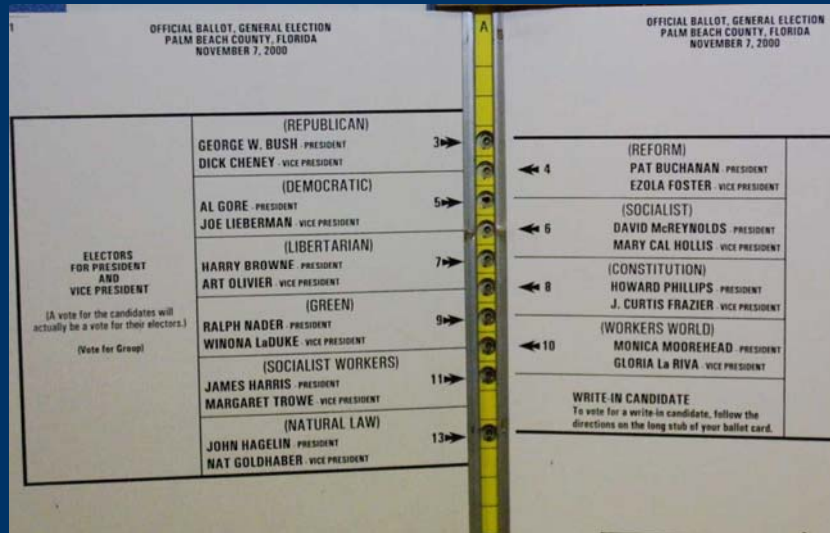 1
OFFICIAL BALLOT, GENERAL ELECTION
PALM BEACH COUNTY, FLORIDA
NOVEMBER 7, 2000
ELECTORS
FOR PRESIDENT
AND
VICE PRESIDENT
(A vote for the candidates will
actually be a vote for their electors.)
(Vote for Group)
(REPUBLICAN)
GEORGE W. BUSH - PRESIDENT
DICK CHENEY - VICE PRESIDENT
3
(DEMOCRATIC)
AL GORE - PRESIDENT
JOE LIEBERMAN - VICE PRESIDENT
5
(LIBERTARIAN)
HARRY BROWNE - PRESIDENT
ART OLIVIER - VICE PRESIDENT
7
(GREEN)
RALPH NADER - PRESIDENT
WINONA LaDUKE - VICE PRESIDENT
9
(SOCIALIST WORKERS)
JAMES HARRIS - PRESIDENT
MARGARET TROWE - VICE PRESIDENT
11
(NATURAL LAW)
JOHN HAGELIN - PRESIDENT
NAT GOLDHABER - VICE PRESIDENT
13
A
OFFICIAL BALLOT, GENERAL ELECTION
PALM BEACH COUNTY, FLORIDA
NOVEMBER 7, 2000
(REFORM)
4 PAT BUCHANAN - PRESIDENT
EZOLA FOSTER - VICE PRESIDENT
(SOCIALIST)
6 DAVID McREYNOLDS - PRESIDENT
MARY CAL HOLLIS - VICE PRESIDENT
(CONSTITUTION)
8 HOWARD PHILLIPS - PRESIDENT
J. CURTIS FRAZIER - VICE PRESIDENT
(WORKERS WORLD)
10 MONICA MOOREHEAD - PRESIDENT
GLORIA La RIVA - VICE PRESIDENT
WRITE-IN CANDIDATE
To vote for a write-in candidate, follow the
directions on the long stub of your ballot card.